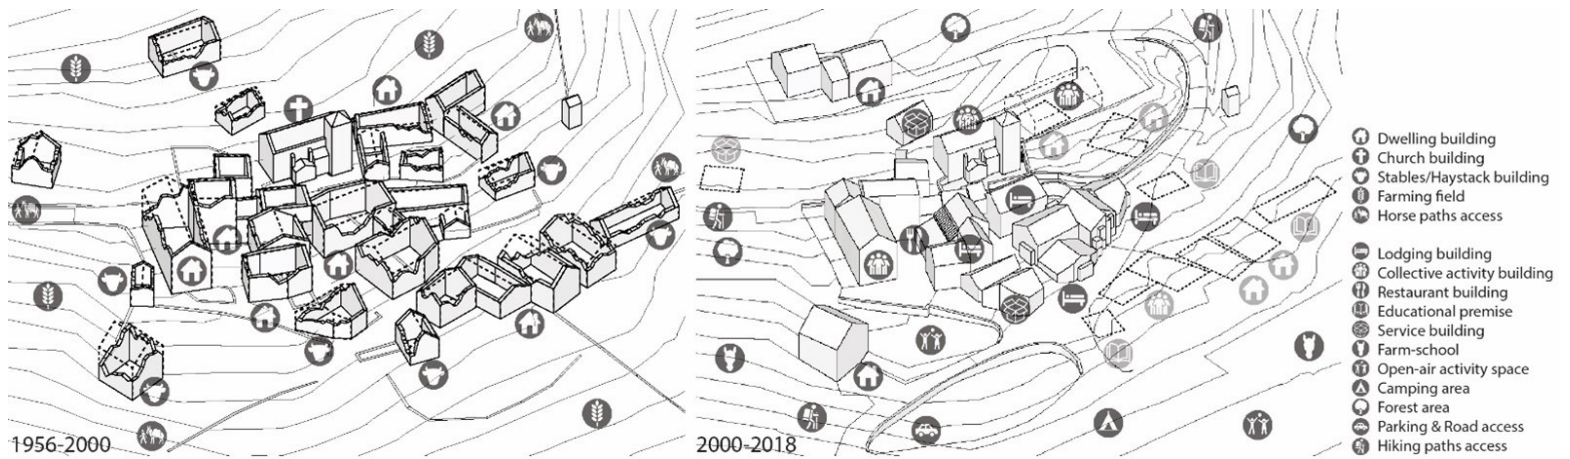 1956-2000
2000-2018
Dwelling building
Church building
Stables/Haystack building
Farming field
Horse paths access
Lodging building
Collective activity building
Restaurant building
Educational premise
Service building
Farm-school
Open-air activity space
Camping area
Forest area
Parking & Road access
Hiking paths access